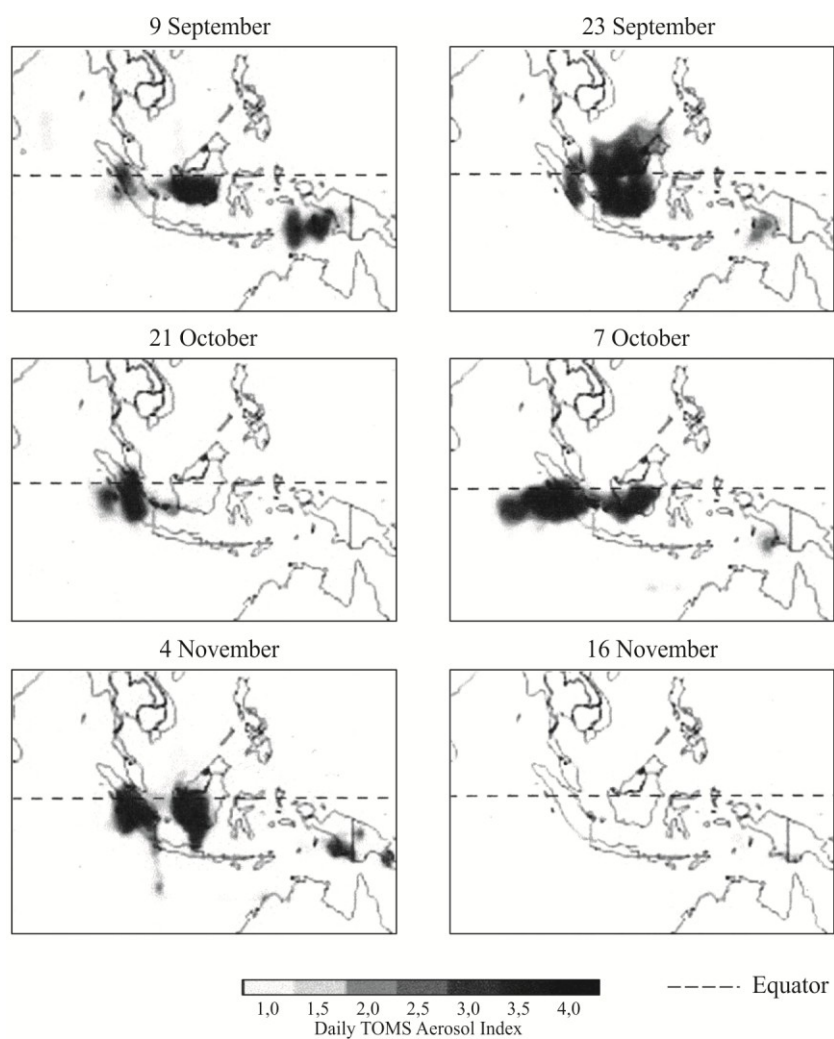 9 September
23 September
21 October
7 October
4 November
16 November
1,0 1,5 2,0 2,5 3,0 3,5 4,0
Daily TOMS Aerosol Index
Equator